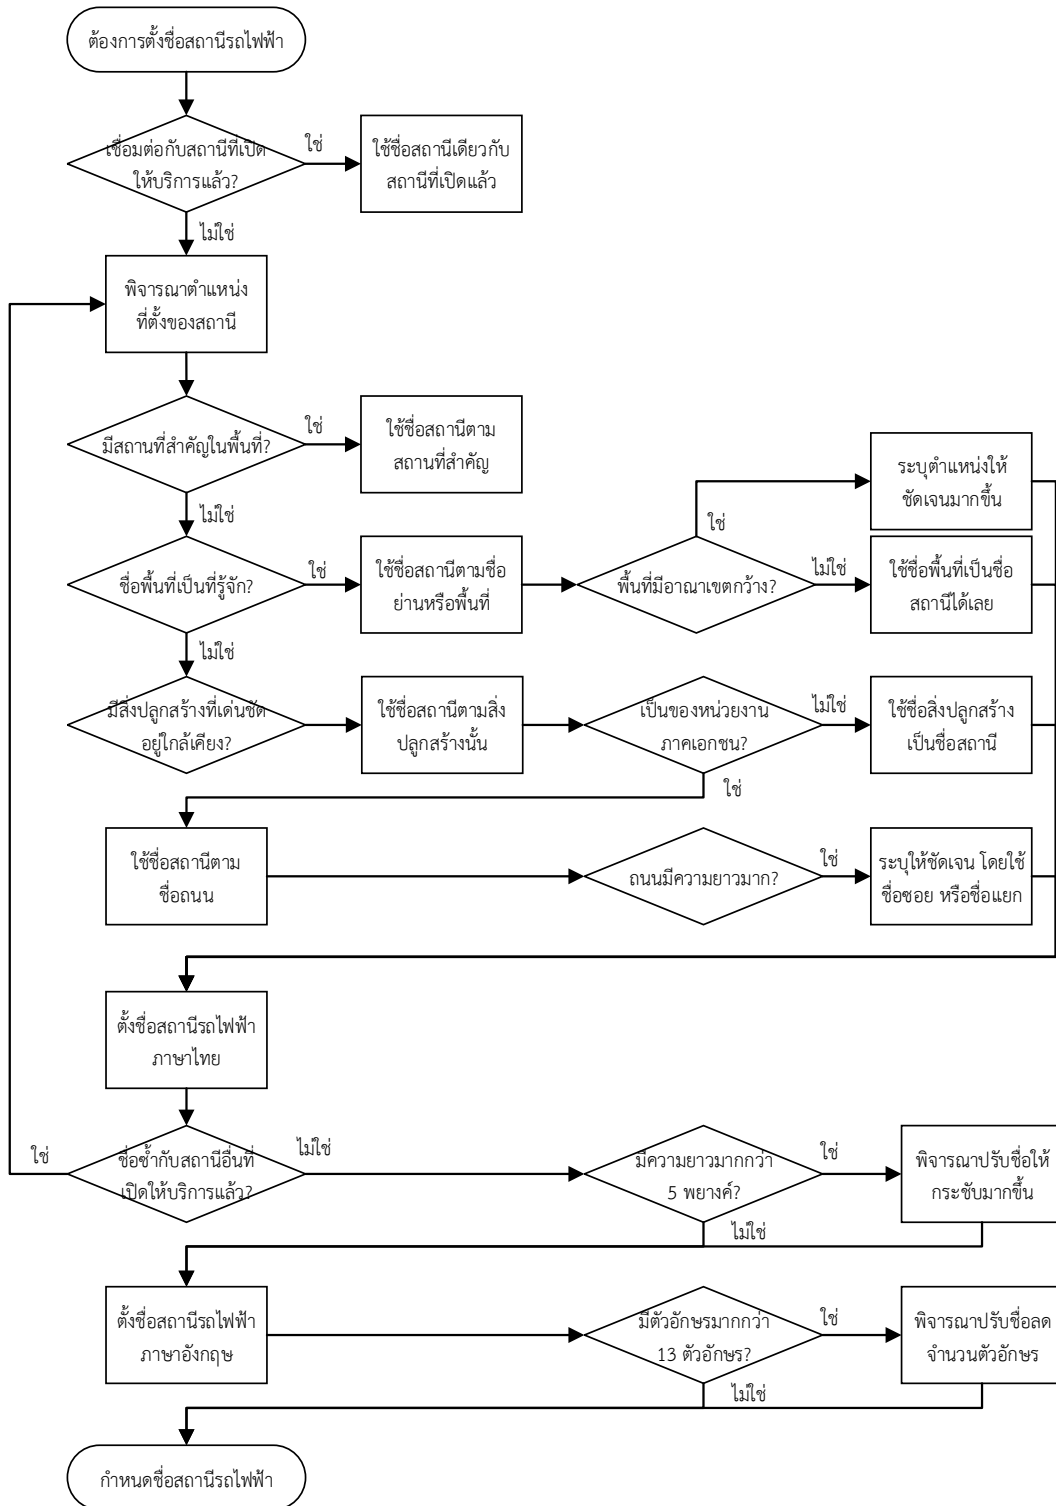 ต้องการตั้งชื่อสถานีรถไฟฟ้า
เชื่อมต่อกับสถานีที่เปิด
ให้บริการแล้ว?
ใช่
ใช้ชื่อสถานีเดียวกับ
สถานีที่เปิดแล้ว
ไม่ใช่
พิจารณาตำแหน่ง
ที่ตั้งของสถานี
มีสถานที่สำคัญในพื้นที่?
ใช่
ใช้ชื่อสถานีตาม
สถานที่สำคัญ
ไม่ใช่
ชื่อพื้นที่เป็นที่รู้จัก?
ใช่
ใช้ชื่อสถานีตามชื่อ
ย่านหรือพื้นที่
พื้นที่มีอาณาเขตกว้าง?
ใช่
ระบุตำแหน่งให้
ชัดเจนมากขึ้น
ไม่ใช่
ใช้ชื่อพื้นที่เป็นชื่อ
สถานีได้เลย
ไม่ใช่
มีสิ่งปลูกสร้างที่เด่นชัด
อยู่ใกล้เคียง?
ใช้ชื่อสถานีตามสิ่ง
ปลูกสร้างนั้น
เป็นของหน่วยงาน
ภาคเอกชน?
ไม่ใช่
ใช้ชื่อสิ่งปลูกสร้าง
เป็นชื่อสถานี
ใช่
ใช้ชื่อสถานีตาม
ชื่อถนน
ถนนมีความยาวมาก?
ใช่
ระบุให้ชัดเจน โดยใช้
ชื่อซอย หรือชื่อแยก
ตั้งชื่อสถานีรถไฟฟ้า
ภาษาไทย
ชื่อซ้ำกับสถานีอื่นที่
เปิดให้บริการแล้ว?
ใช่
ไม่ใช่
มีความยาวมากกว่า
5 พยางค์?
ใช่
พิจารณาปรับชื่อให้
กระชับมากขึ้น
ไม่ใช่
ตั้งชื่อสถานีรถไฟฟ้า
ภาษาอังกฤษ
มีตัวอักษรมากกว่า
13 ตัวอักษร?
ใช่
พิจารณาปรับชื่อลด
จำนวนตัวอักษร
ไม่ใช่
กำหนดชื่อสถานีรถไฟฟ้า